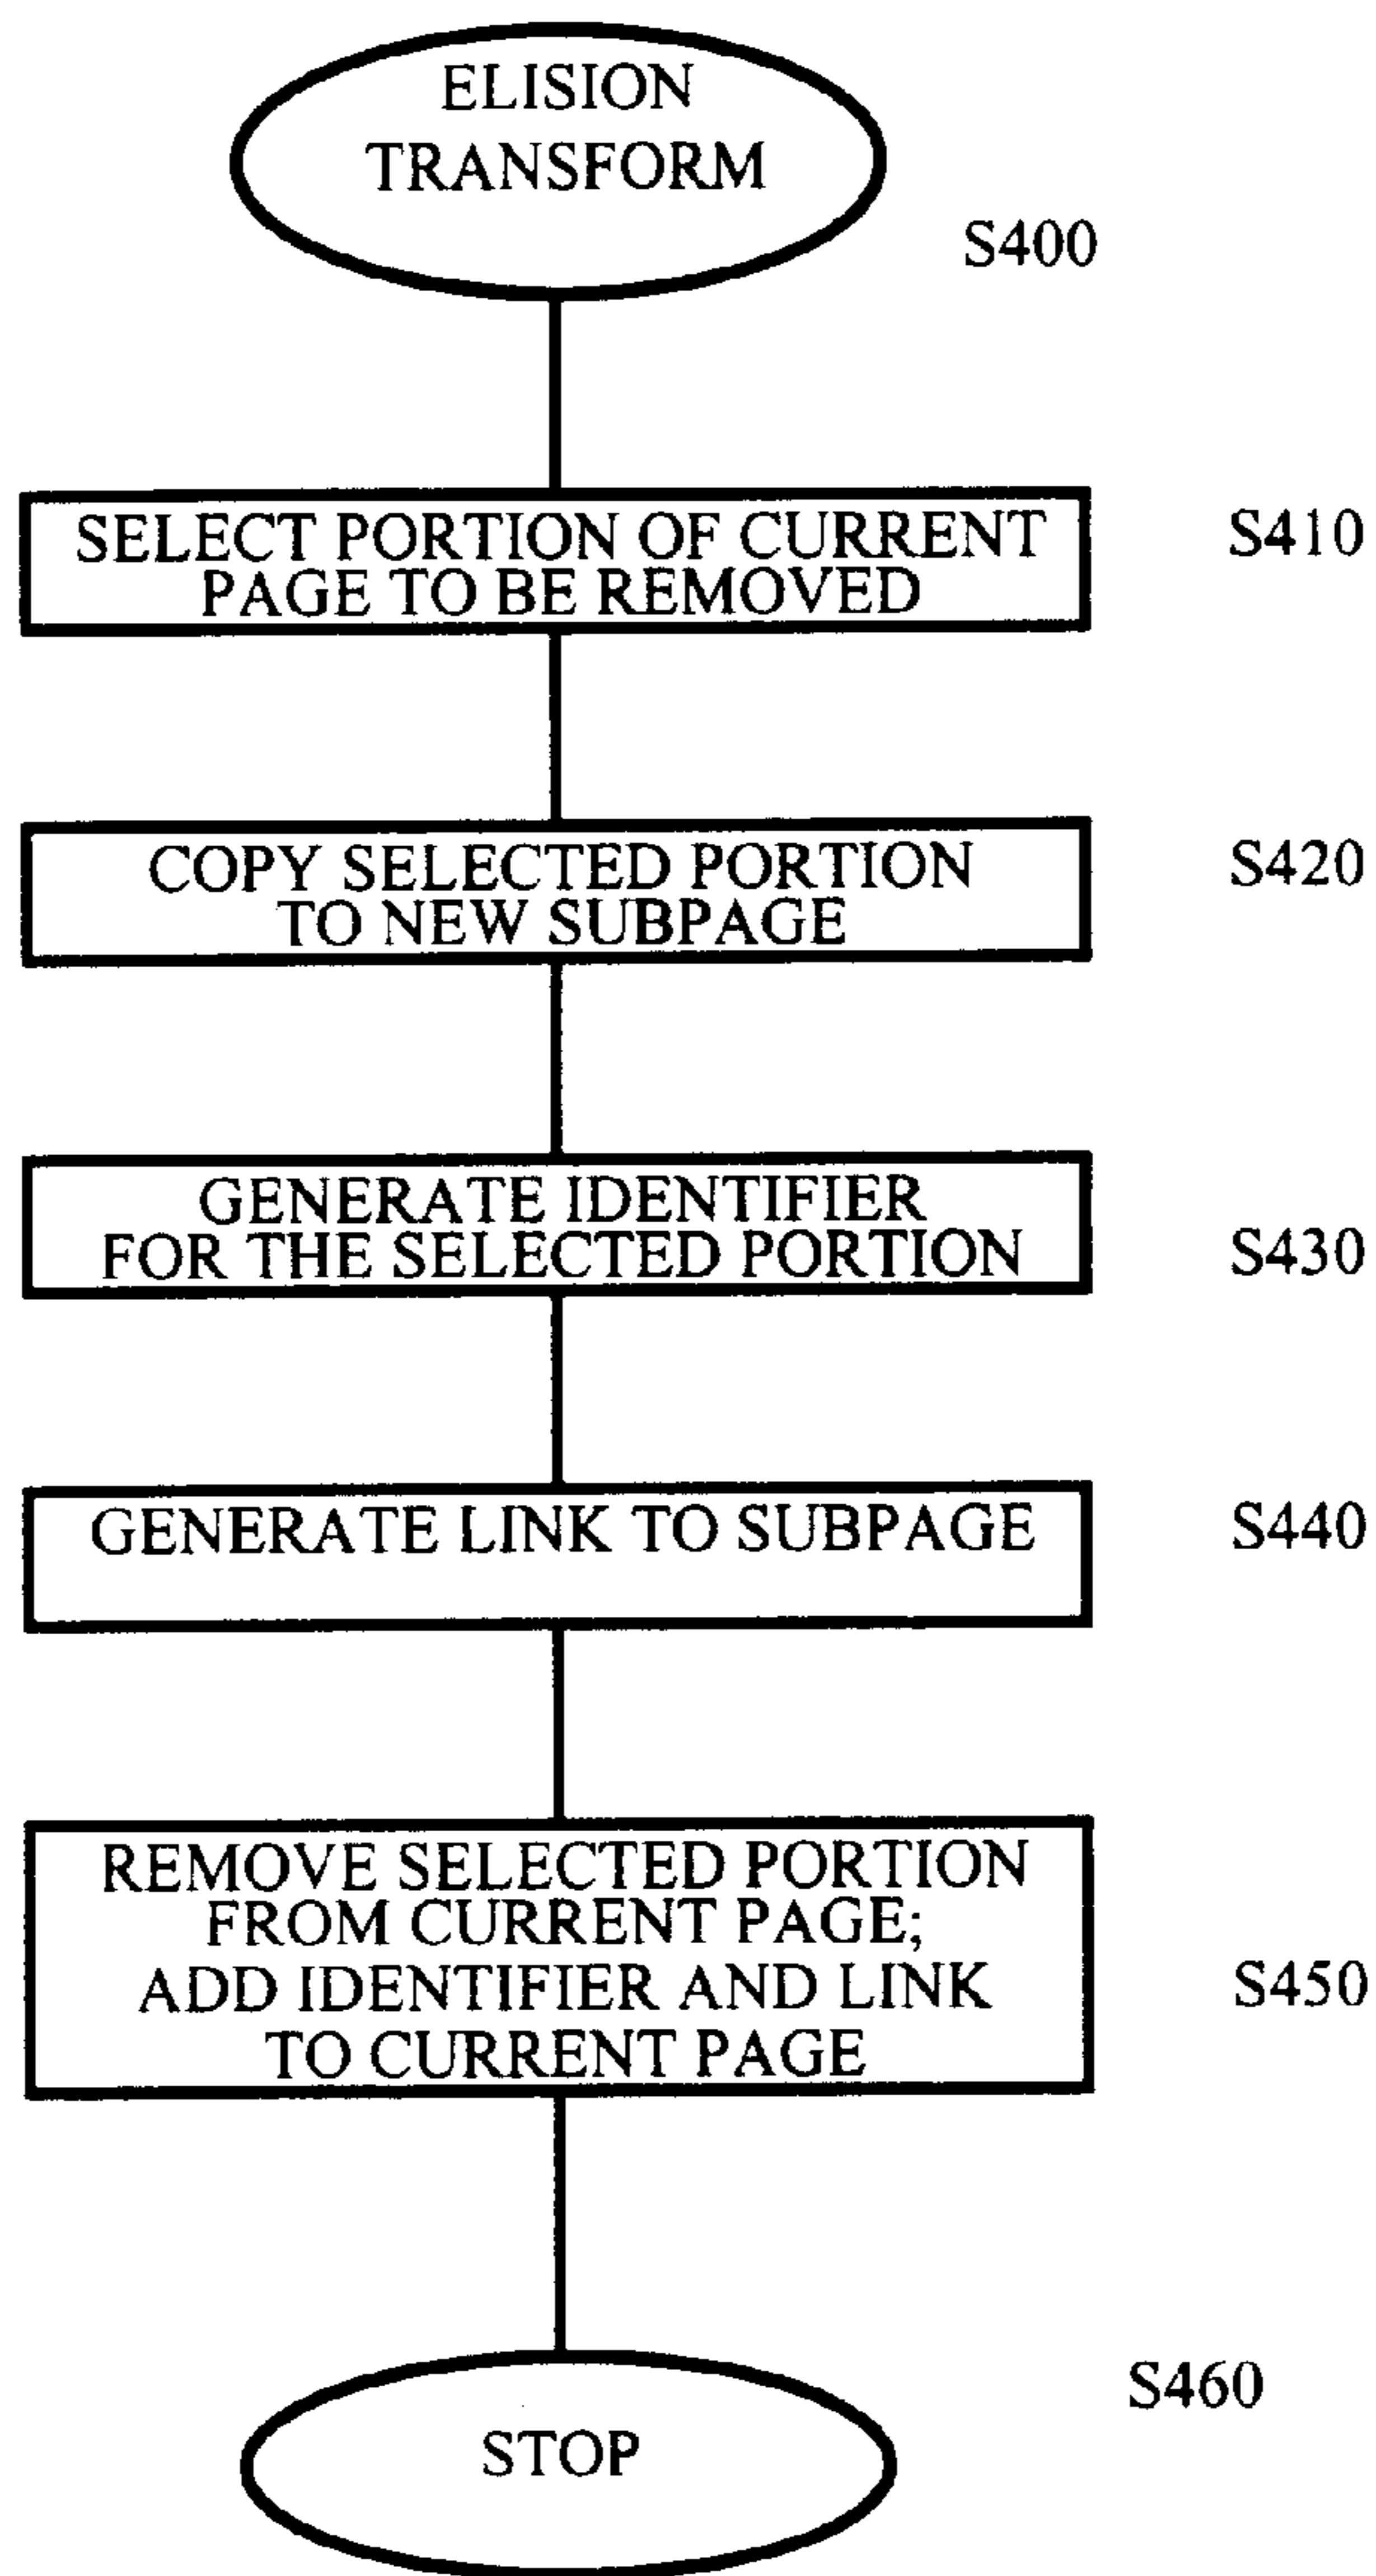 ELISION
TRANSFORM
S400
SELECT PORTION OF CURRENT
PAGE TO BE REMOVED
S410
COPY SELECTED PORTION
TO NEW SUBPAGE
S420
GENERATE IDENTIFIER
FOR THE SELECTED PORTION
S430
GENERATE LINK TO SUBPAGE
S440
REMOVE SELECTED PORTION
FROM CURRENT PAGE;
ADD IDENTIFIER AND LINK
TO CURRENT PAGE
S450
STOP
S460